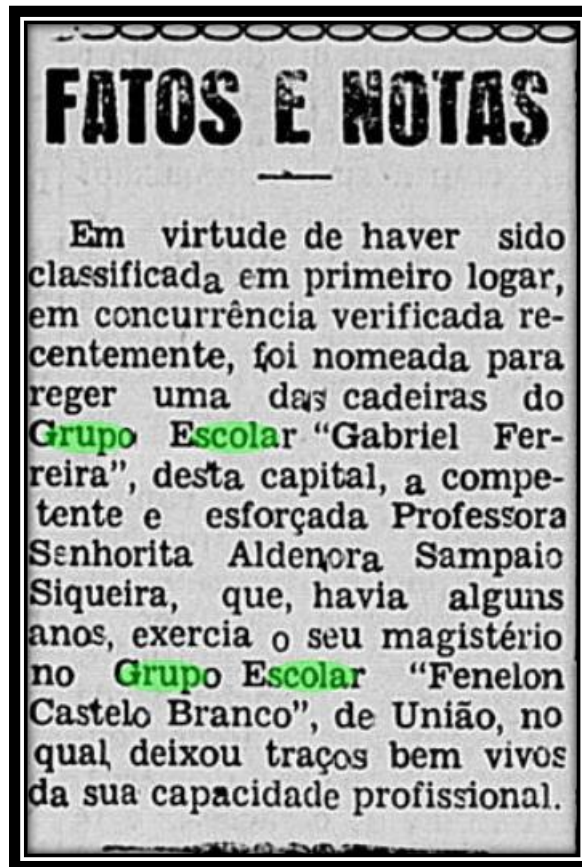 FATOS E NOTAS
Em virtude de haver sido
classificada em primeiro logar,
em concurrência verificada re-
centemente, foi nomeada para
reger uma das cadeiras do
Grupo Escolar "Gabriel Fer-
reira", desta capital, a compe-
tente e esforçada Professora
Senhorita Aldenora Sampaio
Siqueira, que, havia alguns
anos, exercia o seu magistério
no Grupo Escolar "Fenelon
Castelo Branco", de União, no
qual deixou traços bem vivos
da sua capacidade profissional.